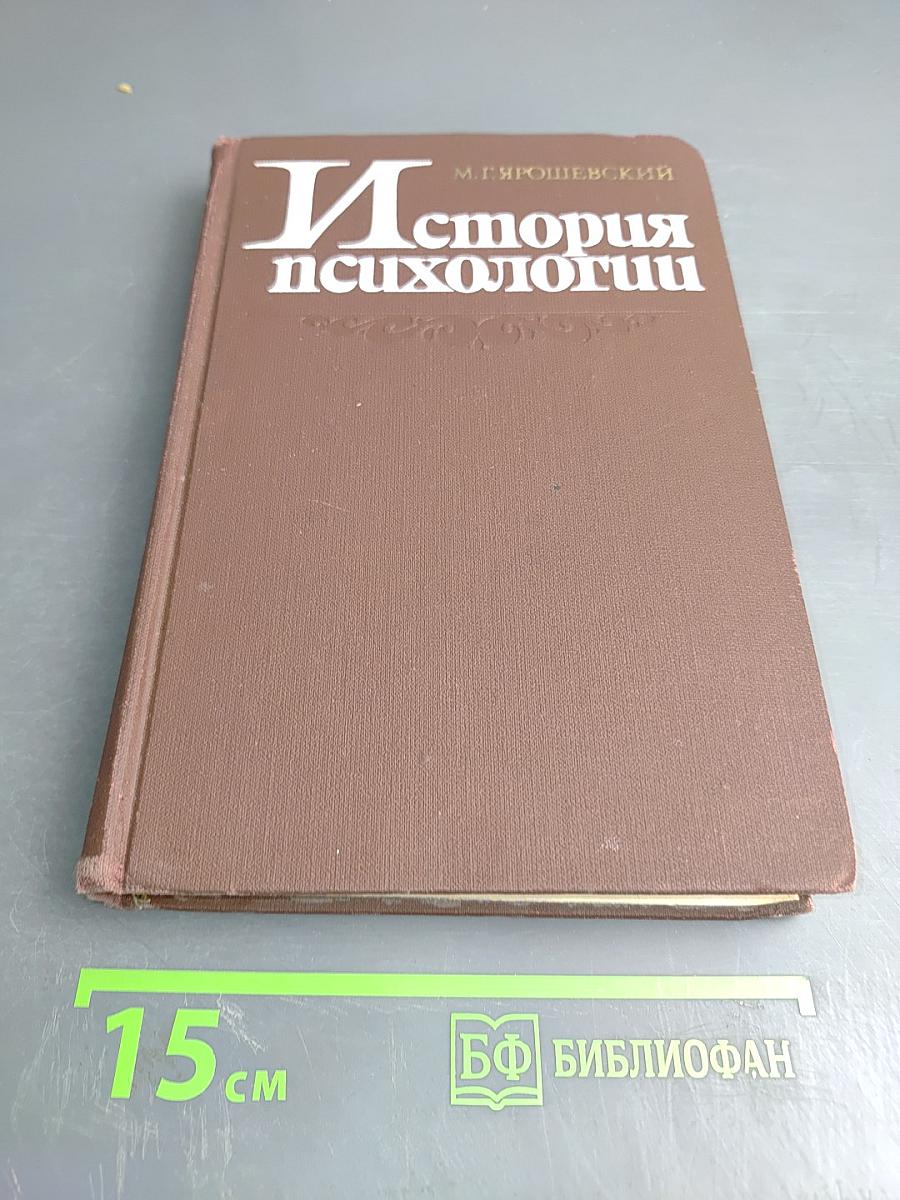 М. Г. ЯРОШЕВСКИЙ
История
психологии
15 см
БФ БИБЛИОФАН